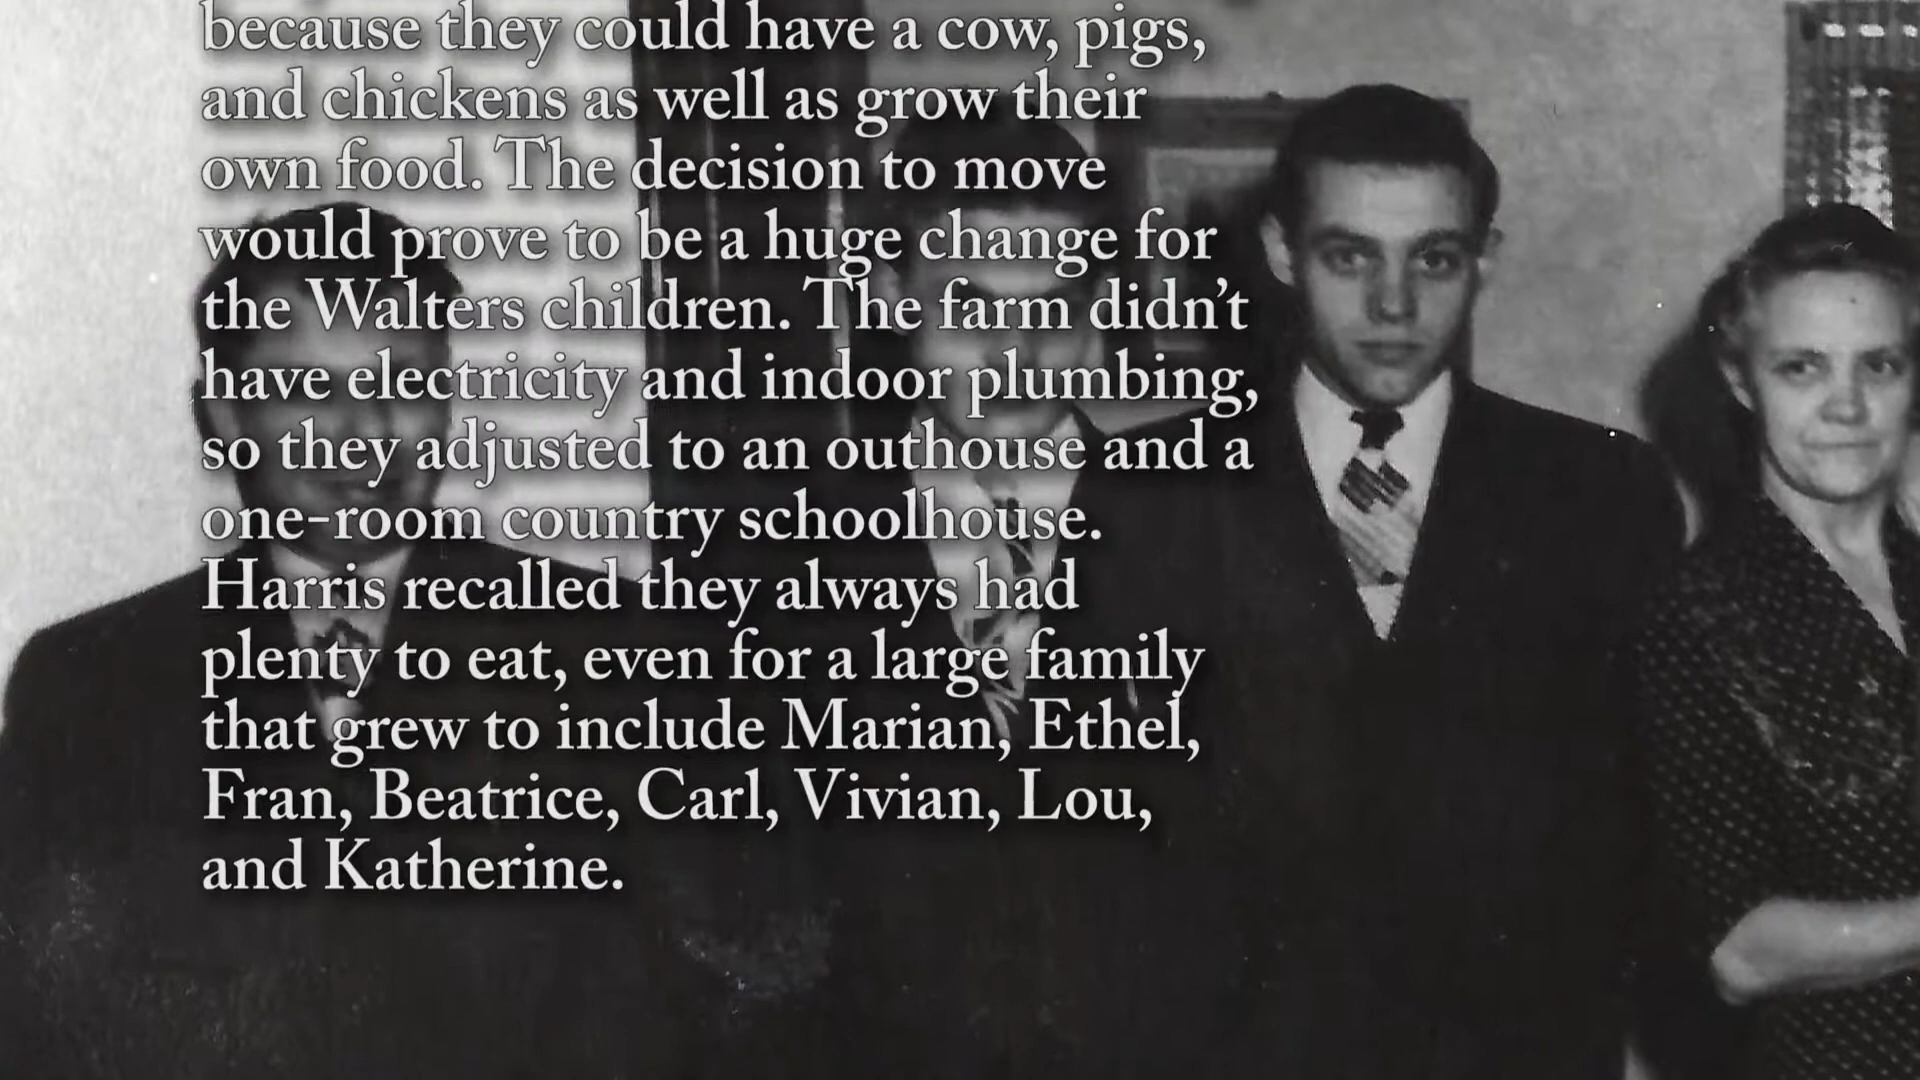 because they could have a cow, pigs,
and chickens as well as grow their
own food. The decision to move
would prove to be a huge change for
the Walters children. The farm didn’t
have electricity and indoor plumbing,
so they adjusted to an outhouse and a
one-room country schoolhouse.
Harris recalled they always had
plenty to eat, even for a large family
that grew to include Marian, Ethel,
Fran, Beatrice, Carl, Vivian, Lou,
and Katherine.